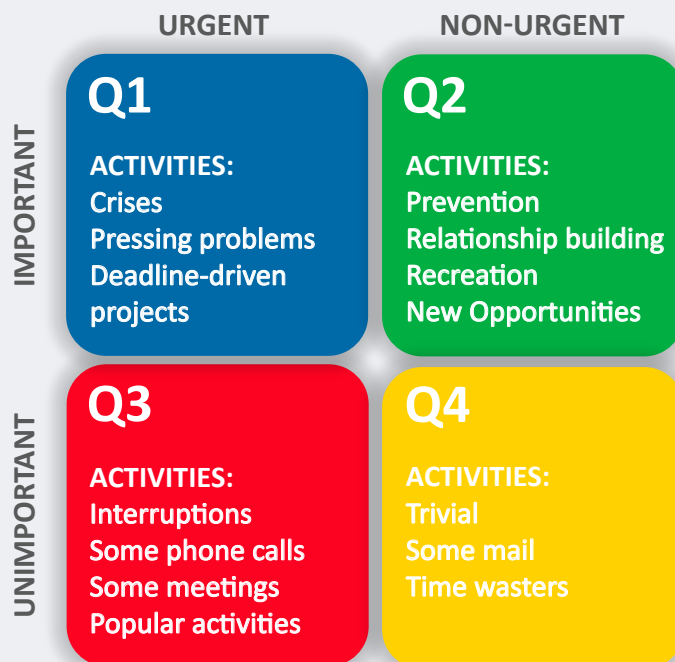 URGENT
NON-URGENT
IMPORTANT
Q1
ACTIVITIES:
Crises
Pressing problems
Deadline-driven
projects
Q2
ACTIVITIES:
Prevention
Relationship building
Recreation
New Opportunities
UNIMPORTANT
Q3
ACTIVITIES:
Interruptions
Some phone calls
Some meetings
Popular activities
Q4
ACTIVITIES:
Trivial
Some mail
Time wasters